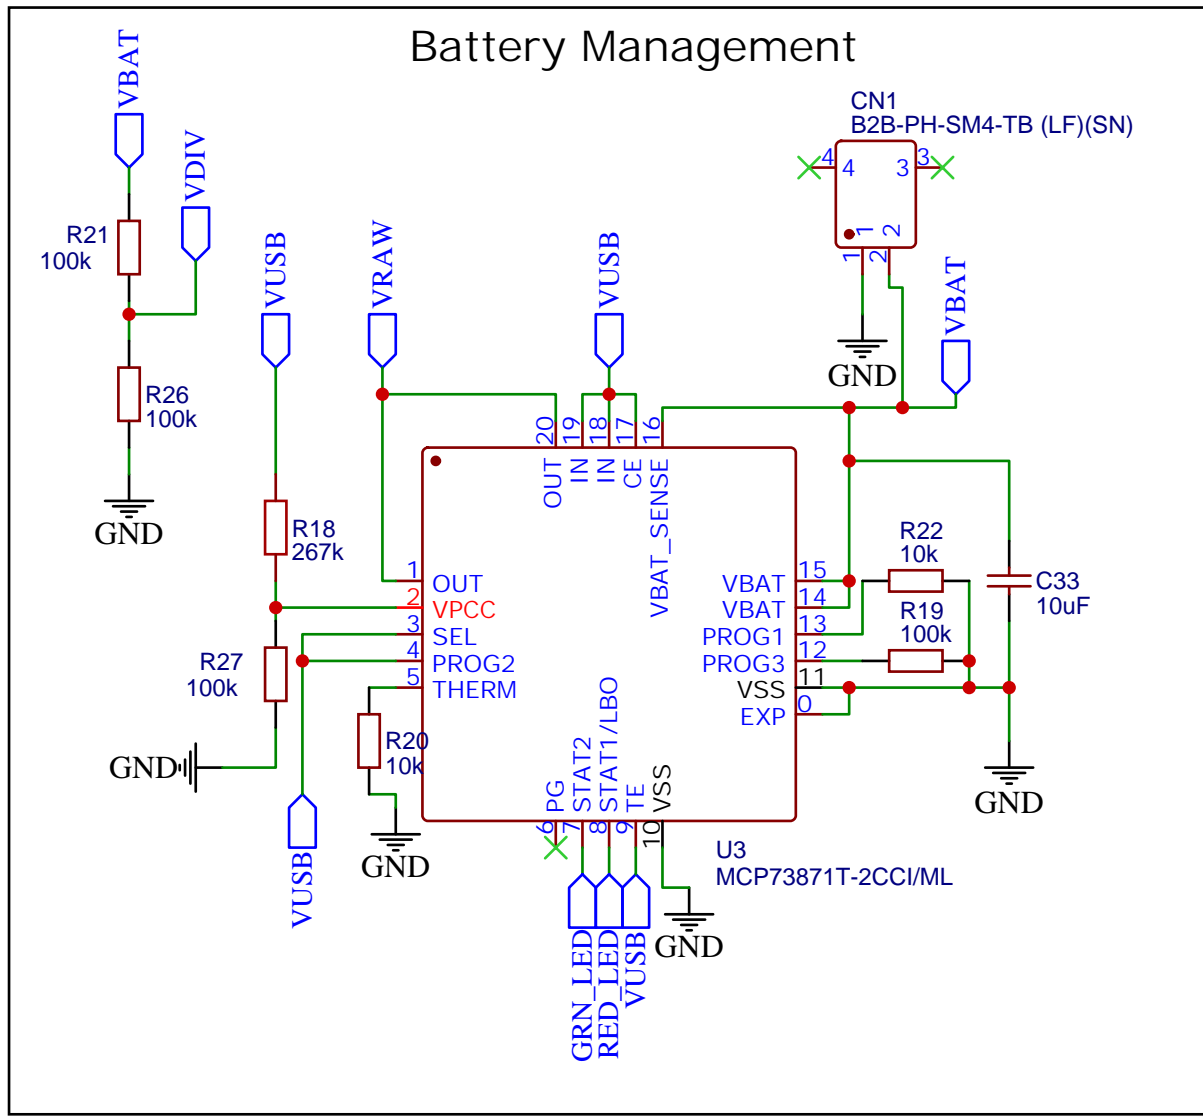 Battery Management
VBAT
VDIV
R21
100k
R26
100k
GND
VUSB
R18
267k
R27
100k
GND
VUSB
VRAW
VUSB
CN1
B2B-PH-SM4-TB (LF)(SN)
4
4
3
3
1
2
1
2
GND
VBAT
20
19
18
17
16
OUT
IN
IN
CE
VBAT_SENSE
1
OUT
2
VPCC
3
SEL
4
PROG2
5
THERM
R20
10k
GND
15
VBAT
14
VBAT
13
PROG1
12
PROG3
11
VSS
0
EXP
R22
10k
R19
100k
C33
10uF
GND
PG
STAT2
STAT1/LBO
TE
VSS
6
7
8
9
10
GRN_LED
RED_LED
VUSB
GND
U3
MCP73871T-2CCI/ML